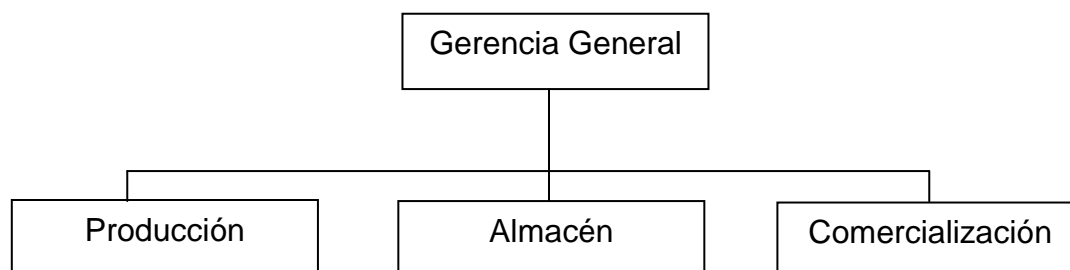 Gerencia General
Producción
Almacén
Comercialización